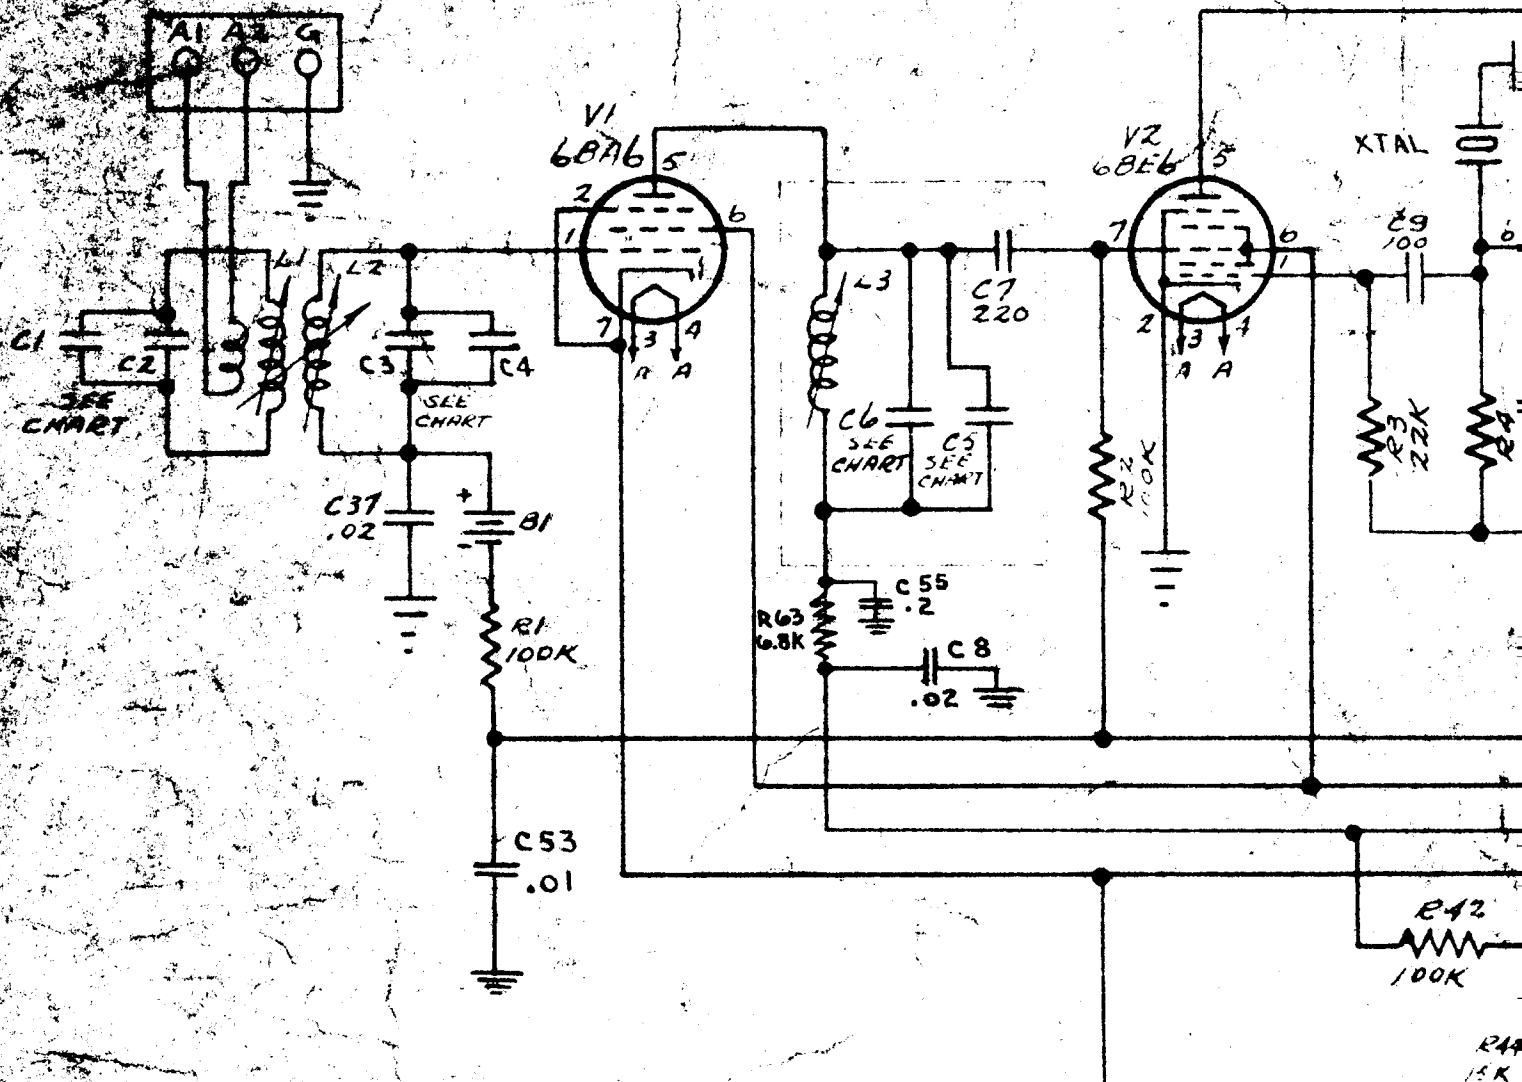 A1 A2 G
V1
6BA6
5
2
6
1
7
3
4
A
V2
6BE6
5
7
6
1
2
3
4
A A
XTAL
C9
100
6
L1
L2
C1
C2
SEE
CHART
C3
C4
SEE
CHART
L3
C7
220
C6
SEE
CHART
C5
SEE
CHART
R2
R3
22K
R4
C37
.02
+
-
B1
R1
100K
C55
.2
R63
6.8K
C8
.02
C53
.01
R42
100K
R44